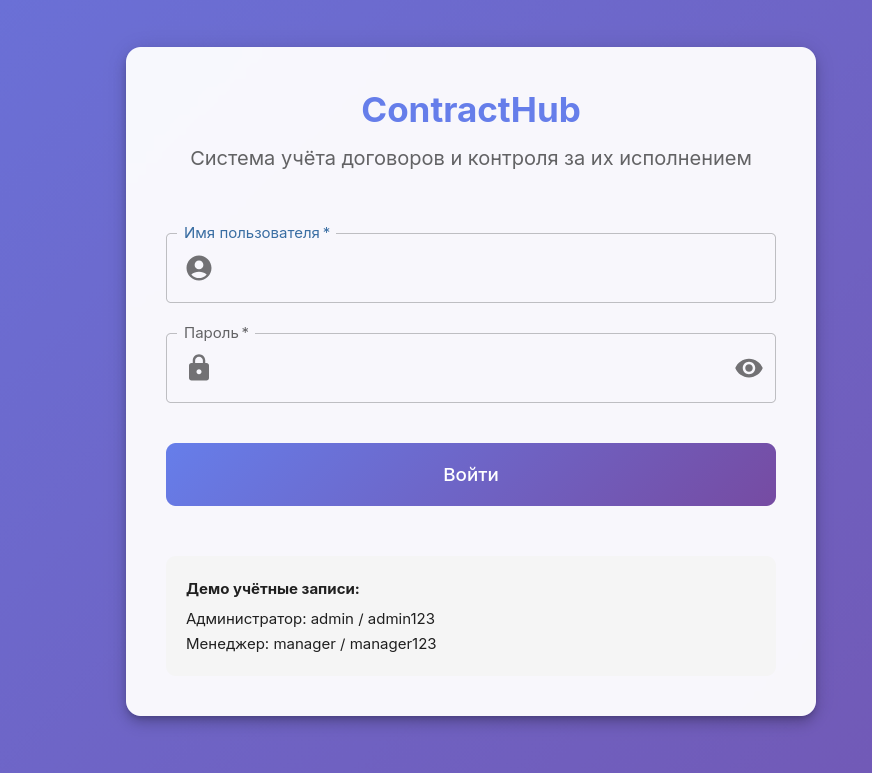 ContractHub
Система учёта договоров и контроля за их исполнением
Имя пользователя *
Пароль *
Войти
Демо учётные записи:
Администратор: admin / admin123
Менеджер: manager / manager123